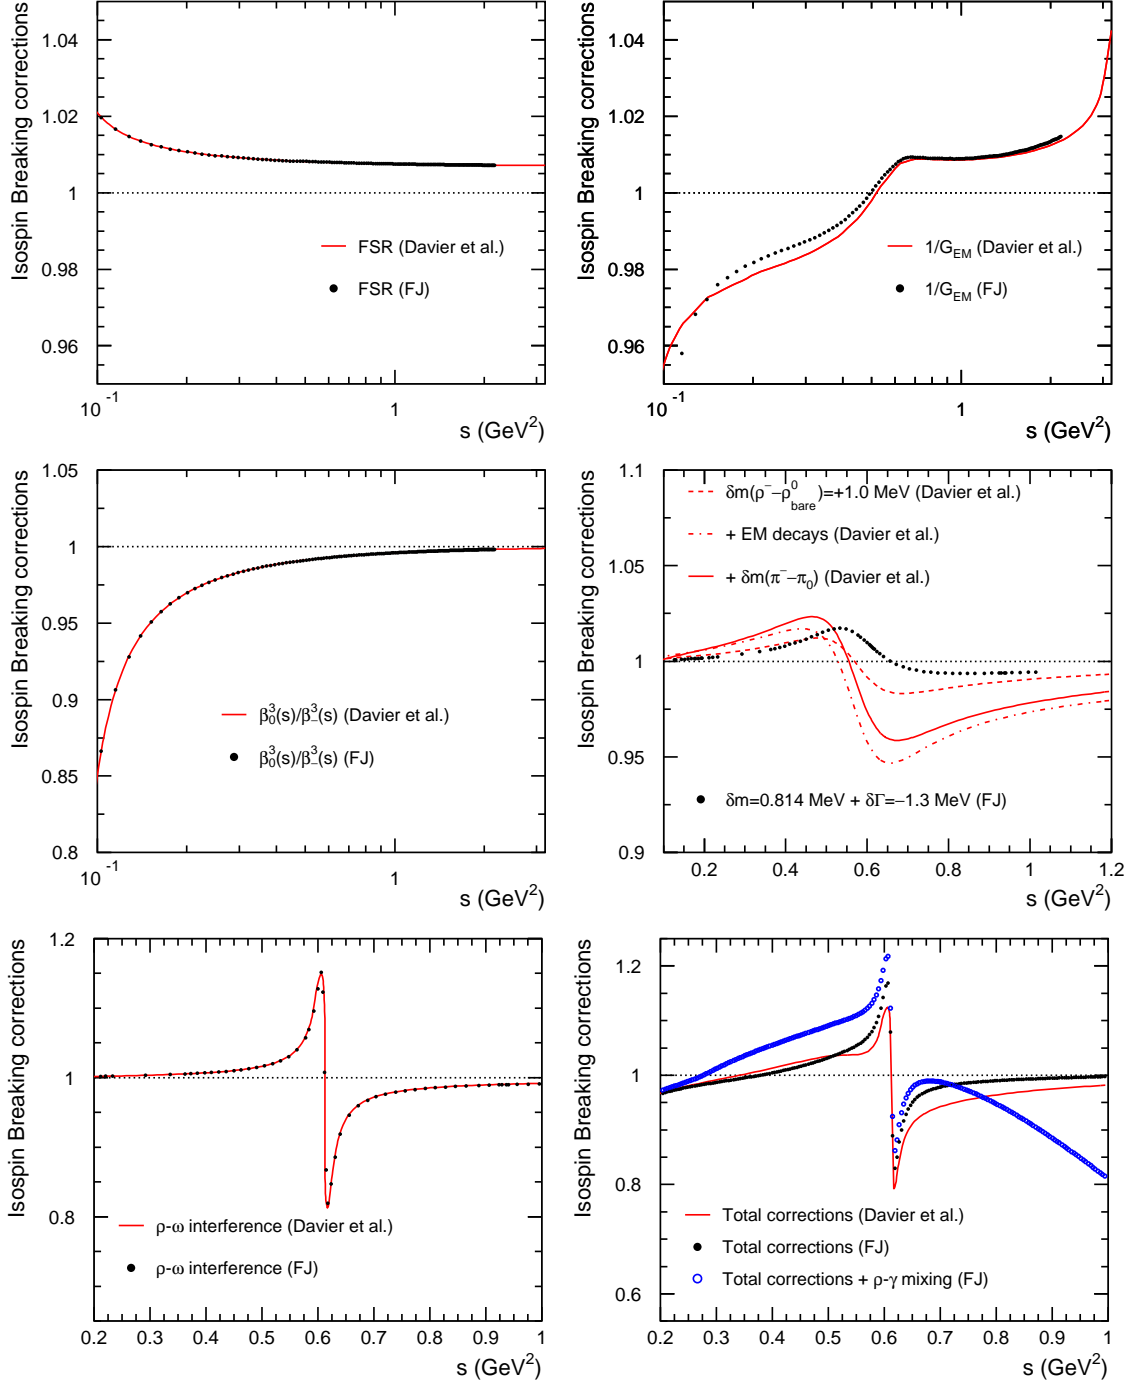 Isospin Breaking corrections
1.04
1.02
1
0.98
0.96
FSR (Davier et al.)
FSR (FJ)
10⁻¹ 1
s (GeV²)
Isospin Breaking corrections
1.04
1.02
1
0.98
0.96
1/G_EM (Davier et al.)
1/G_EM (FJ)
10⁻¹ 1
s (GeV²)
Isospin Breaking corrections
1.05
1
0.95
0.9
0.85
0.8
β₀³(s)/β₋³(s) (Davier et al.)
β₀³(s)/β₋³(s) (FJ)
10⁻¹ 1
s (GeV²)
Isospin Breaking corrections
1.1
1.05
1
0.95
0.9
δm(ρ⁻−ρ⁰_bare)=+1.0 MeV (Davier et al.)
+ EM decays (Davier et al.)
+ δm(π⁻−π₀) (Davier et al.)
δm=0.814 MeV + δΓ=−1.3 MeV (FJ)
0.2 0.4 0.6 0.8 1 1.2
s (GeV²)
Isospin Breaking corrections
1.2
1
0.8
ρ-ω interference (Davier et al.)
ρ-ω interference (FJ)
0.2 0.3 0.4 0.5 0.6 0.7 0.8 0.9 1
s (GeV²)
Isospin Breaking corrections
1.2
1
0.8
0.6
Total corrections (Davier et al.)
Total corrections (FJ)
Total corrections + ρ-γ mixing (FJ)
0.2 0.3 0.4 0.5 0.6 0.7 0.8 0.9 1
s (GeV²)